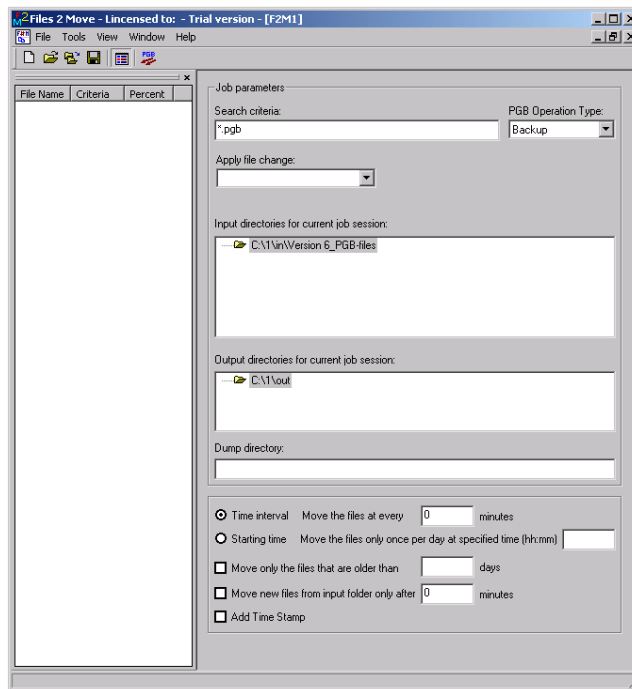 Files 2 Move - Lincensed to:  - Trial version - [F2M1]
File Tools View Window Help
PGB
File Name Criteria Percent
Job parameters
Search criteria: PGB Operation Type:
*.pgb Backup
Apply file change:
Input directories for current job session:
C:\1\in\Version 6_PGB-files
Output directories for current job session:
C:\1\out
Dump directory:
Time interval Move the files at every 0 minutes
Starting time Move the files only once per day at specified time (hh:mm)
Move only the files that are older than days
Move new files from input folder only after 0 minutes
Add Time Stamp